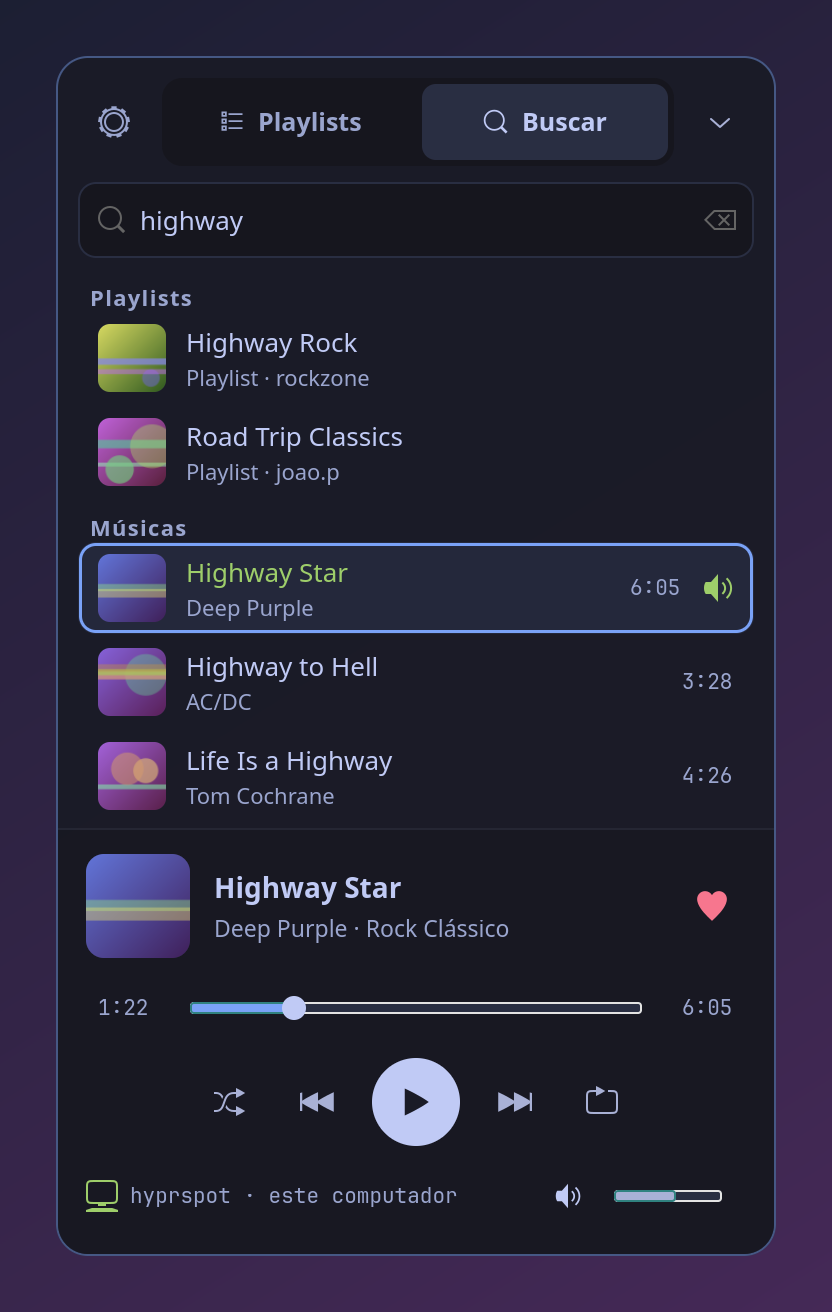 Playlists
Buscar
highway
Playlists
Highway Rock
Playlist · rockzone
Road Trip Classics
Playlist · joao.p
Músicas
Highway Star
Deep Purple
6:05
Highway to Hell
AC/DC
3:28
Life Is a Highway
Tom Cochrane
4:26
Highway Star
Deep Purple · Rock Clássico
1:22
6:05
hyprspot · este computador